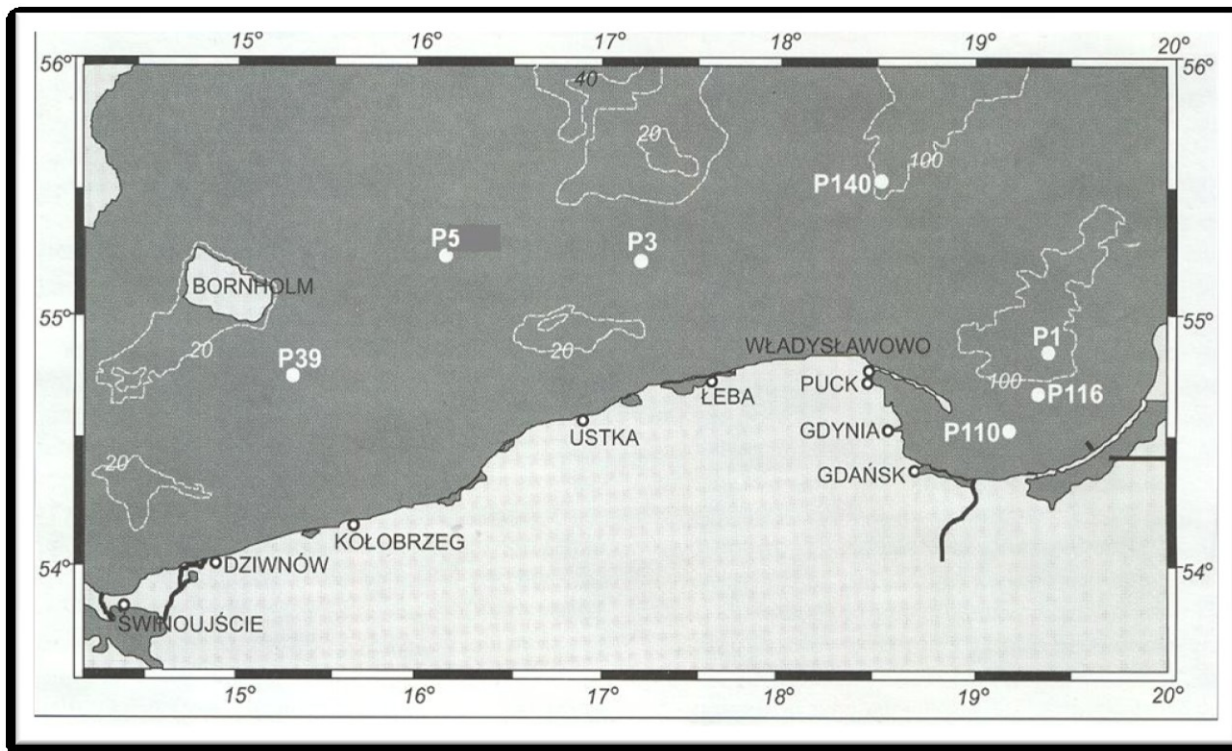 15° 16° 17° 18° 19° 20°
56° 40 56°
20
100
P140
P5 P3
BORNHOLM
55° 55°
20
20
P39
WŁADYSŁAWOWO
P1
100
P116
ŁEBA
PUCK
USTKA
GDYNIA
P110
GDAŃSK
20
KOŁOBRZEG
54° DZIWNÓW 54°
ŚWINOUJŚCIE
15° 16° 17° 18° 19° 20°